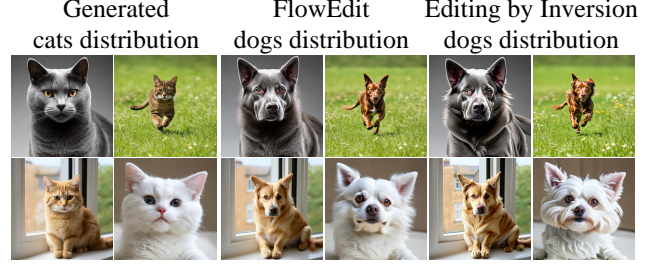 Generated
cats distribution
FlowEdit
dogs distribution
Editing by Inversion
dogs distribution